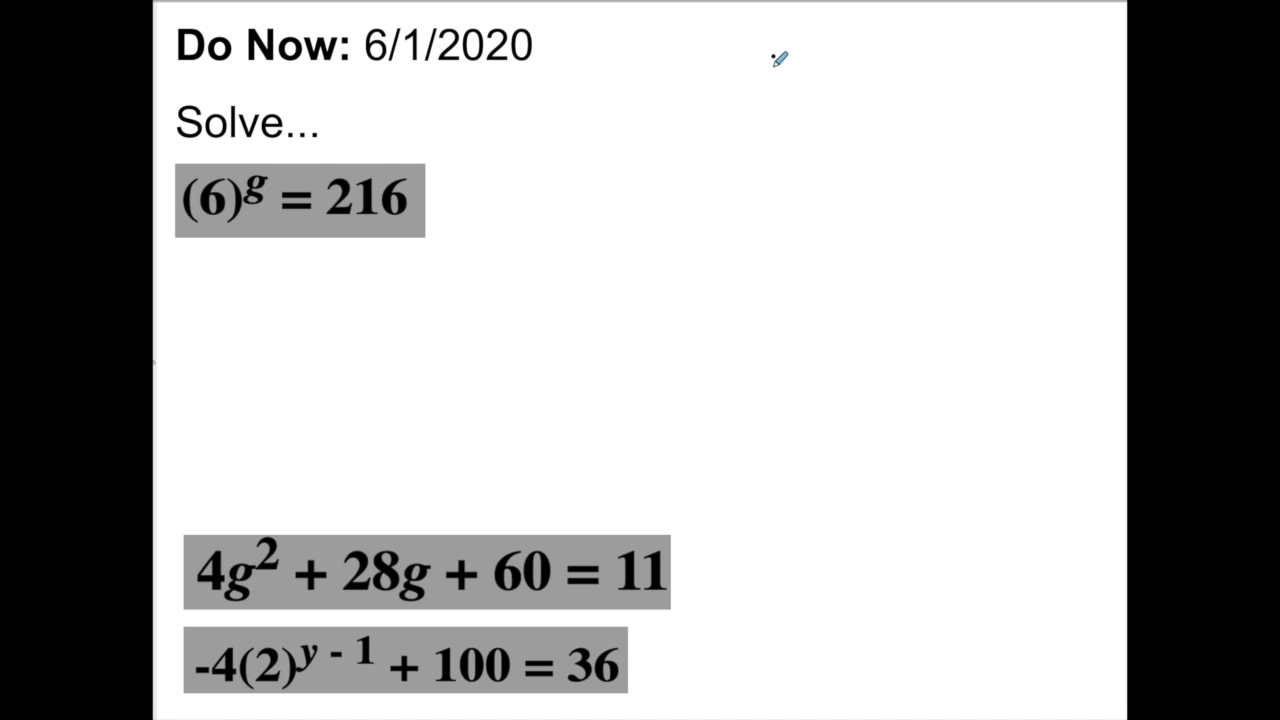 Do Now: 6/1/2020
Solve...
(6)^g = 216
4g^2 + 28g + 60 = 11
-4(2)^{y - 1} + 100 = 36